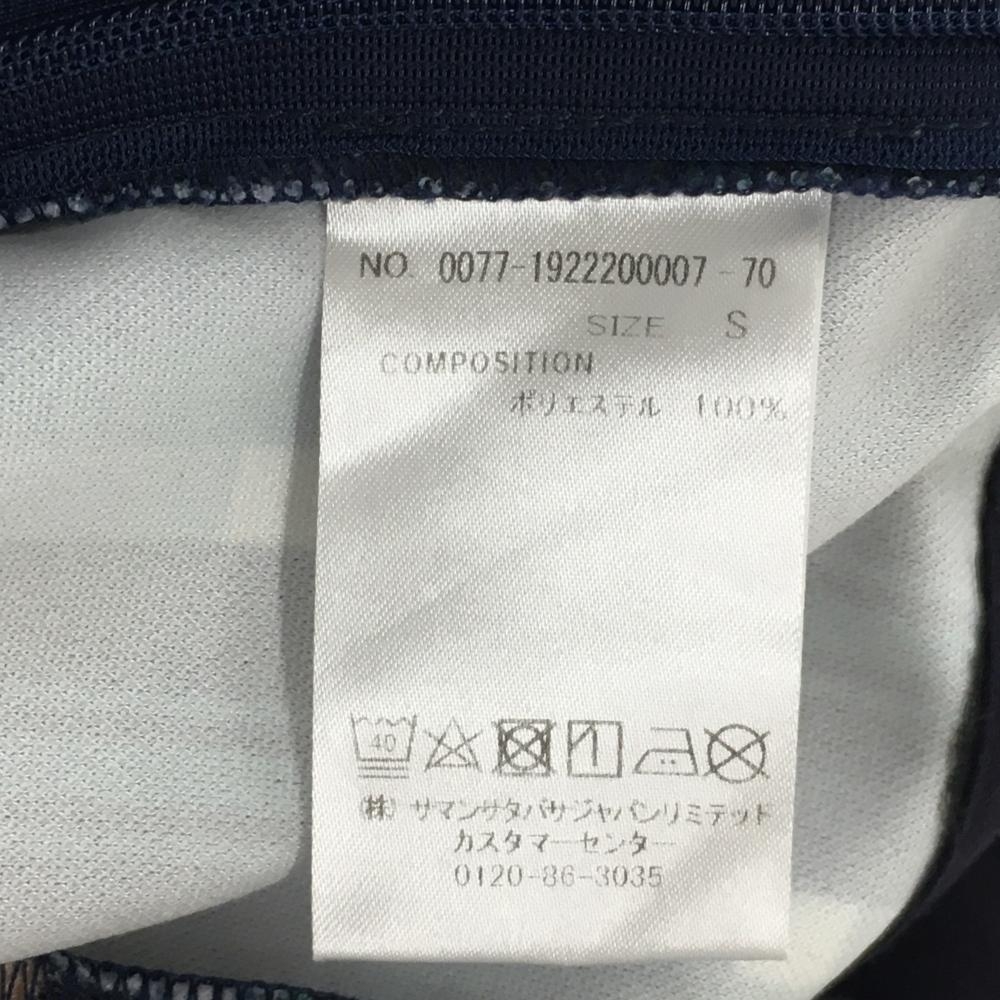 NO. 0077-1922200007-70
SIZE S
COMPOSITION
ポリエステル 100%
40
(株) サマンサタバサジャパンリミテッド
カスタマーセンター
0120-86-3035